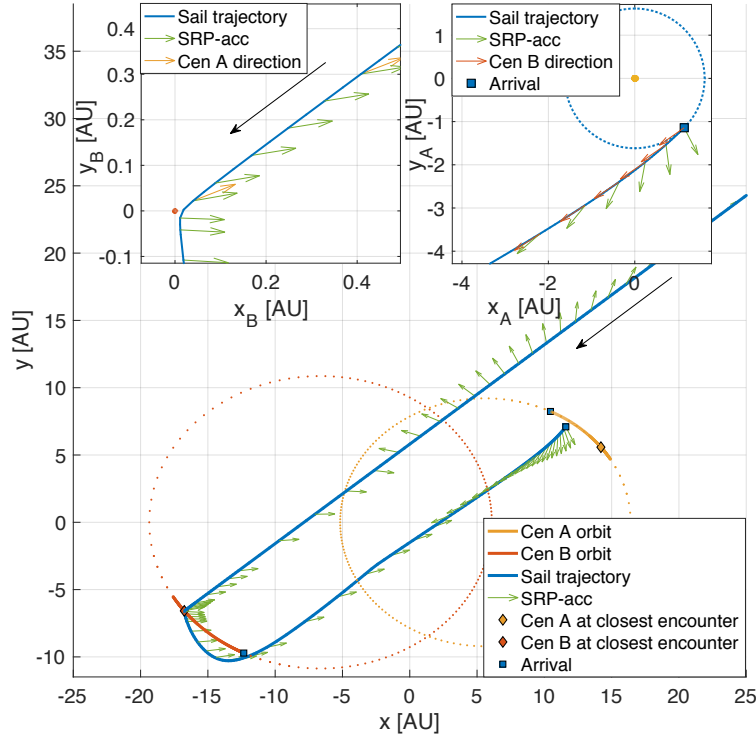 Sail trajectory
SRP-acc
Cen A direction
0.4
0.3
0.2
0.1
0
-0.1
y_B [AU]
0
0.2
0.4
x_B [AU]
Sail trajectory
SRP-acc
Cen B direction
Arrival
1
0
-1
-2
-3
-4
y_A [AU]
-4
-2
0
x_A [AU]
35
30
25
20
15
10
5
0
-5
-10
y [AU]
-25
-20
-15
-10
-5
0
5
10
15
20
25
x [AU]
Cen A orbit
Cen B orbit
Sail trajectory
SRP-acc
Cen A at closest encounter
Cen B at closest encounter
Arrival